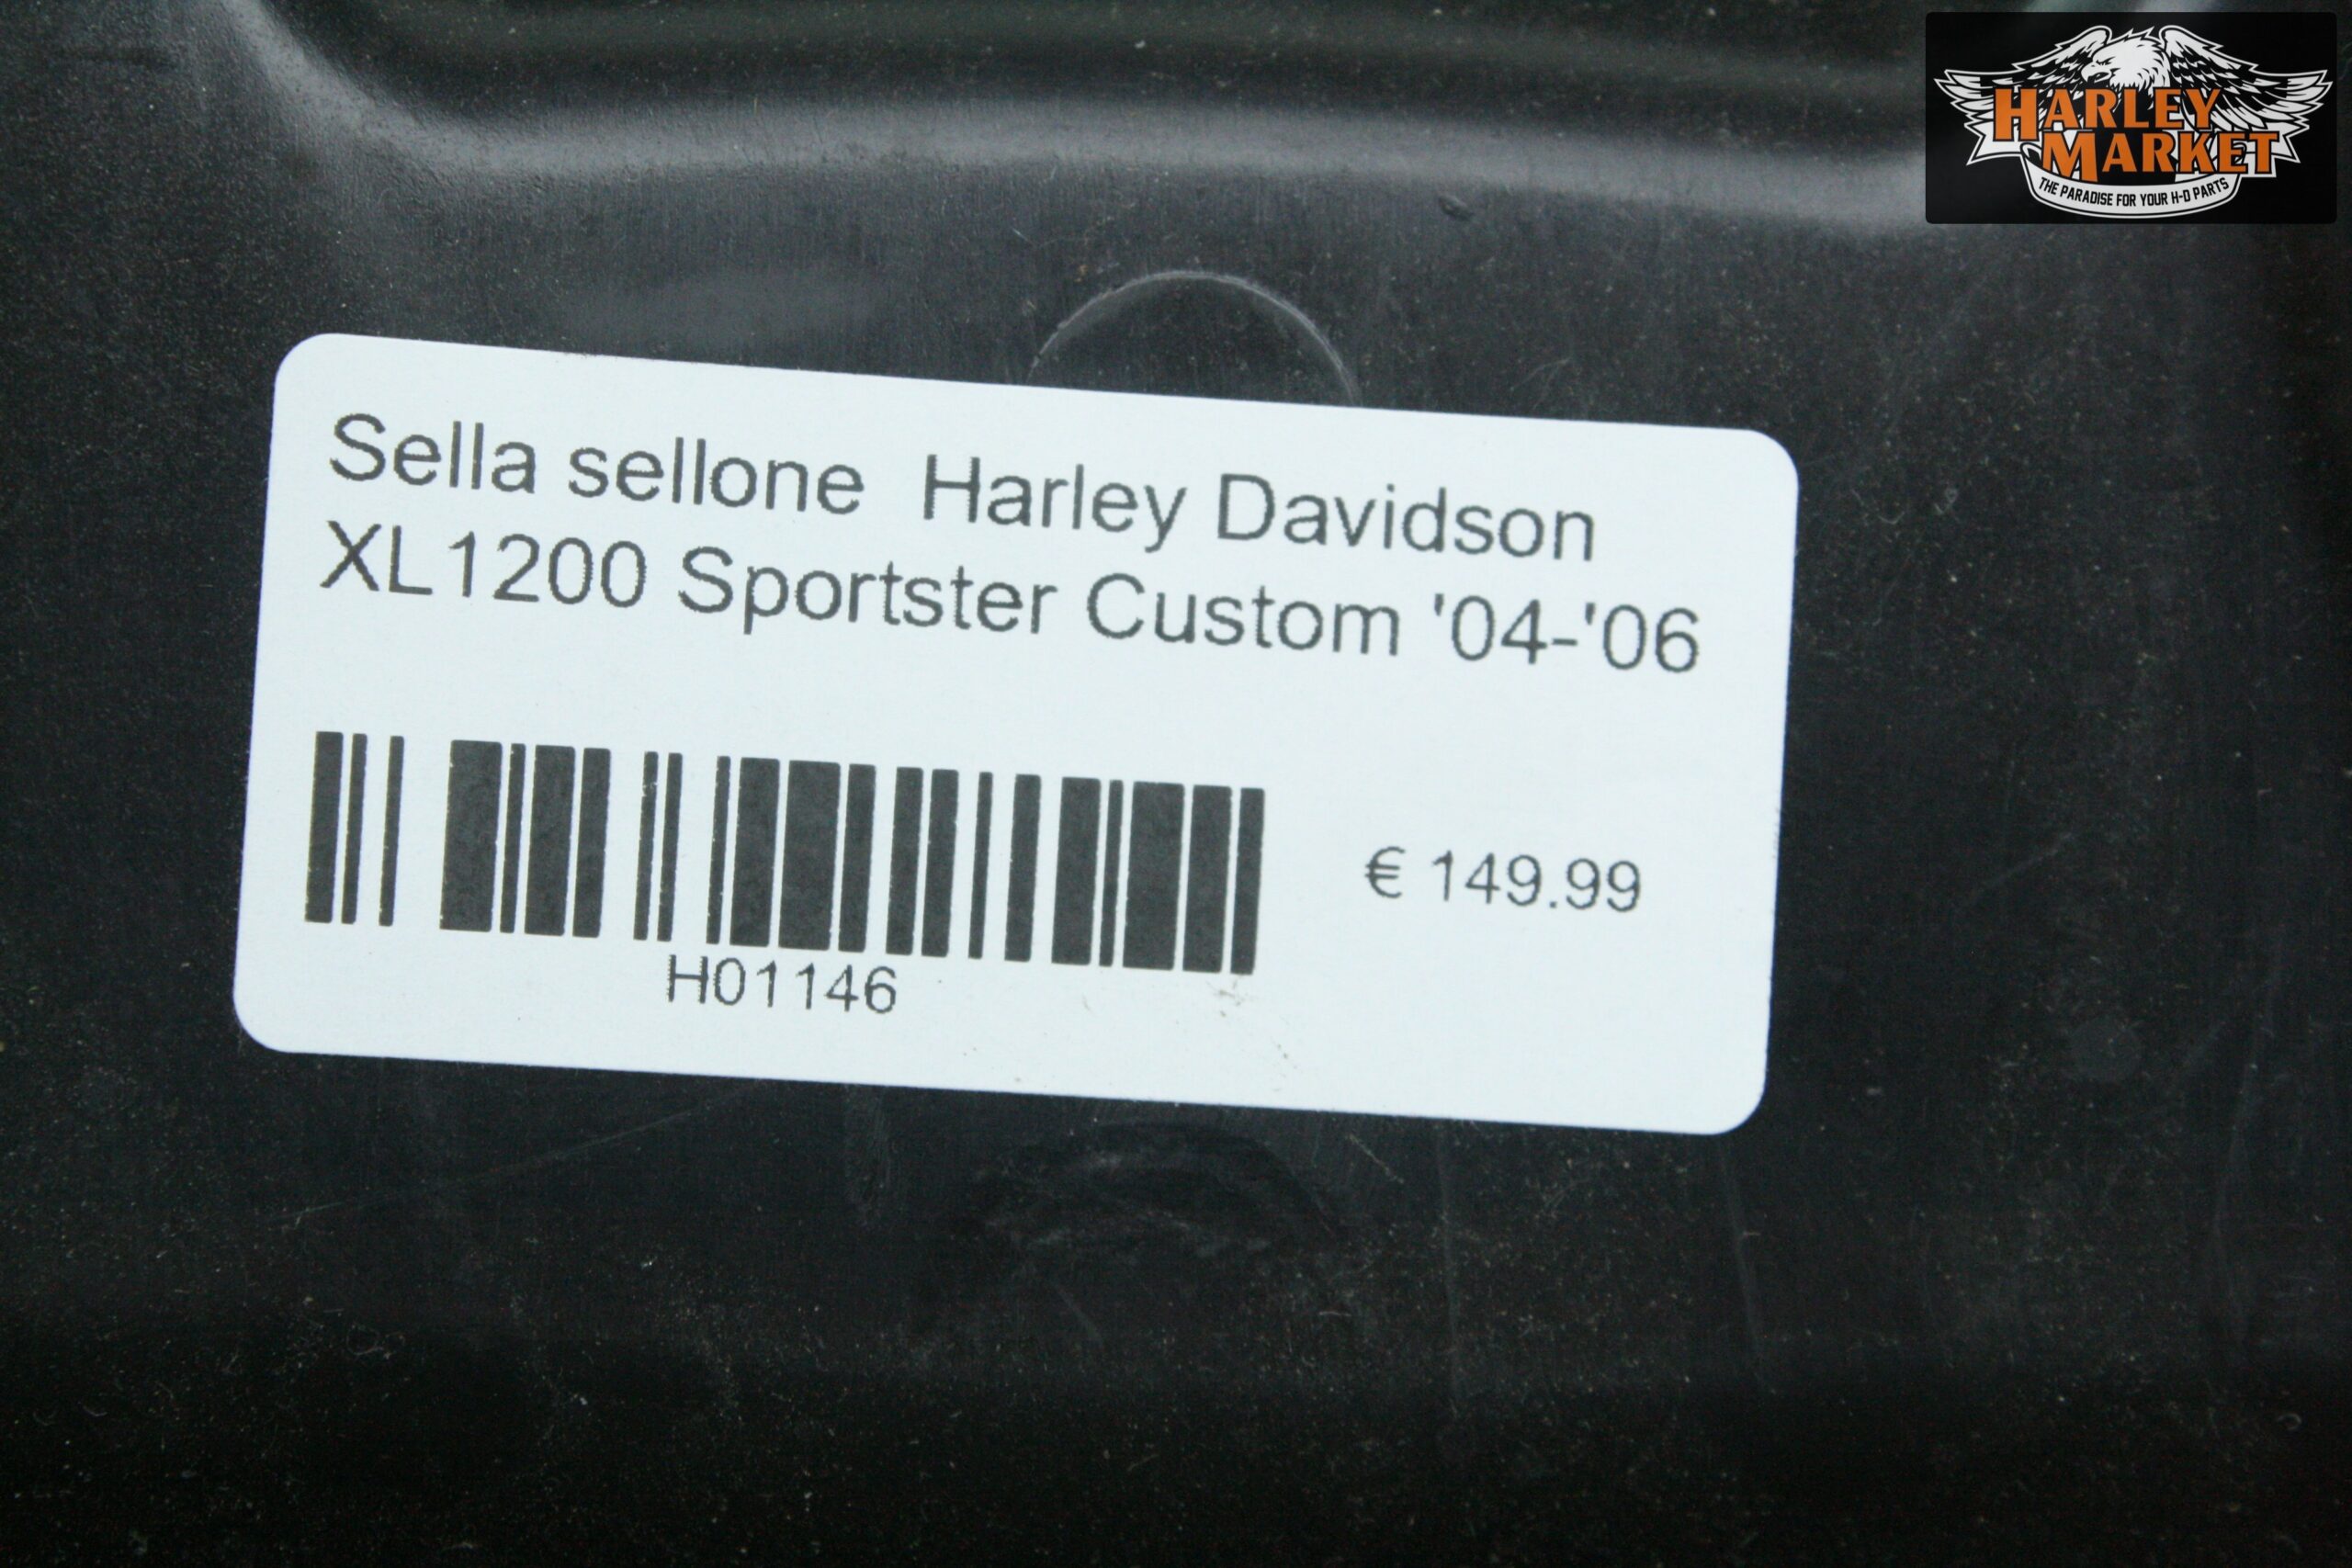 HARLEY
MARKET
THE PARADISE FOR YOUR H-D PARTS
Sella sellone  Harley Davidson
XL1200 Sportster Custom '04-'06
€ 149.99
H01146